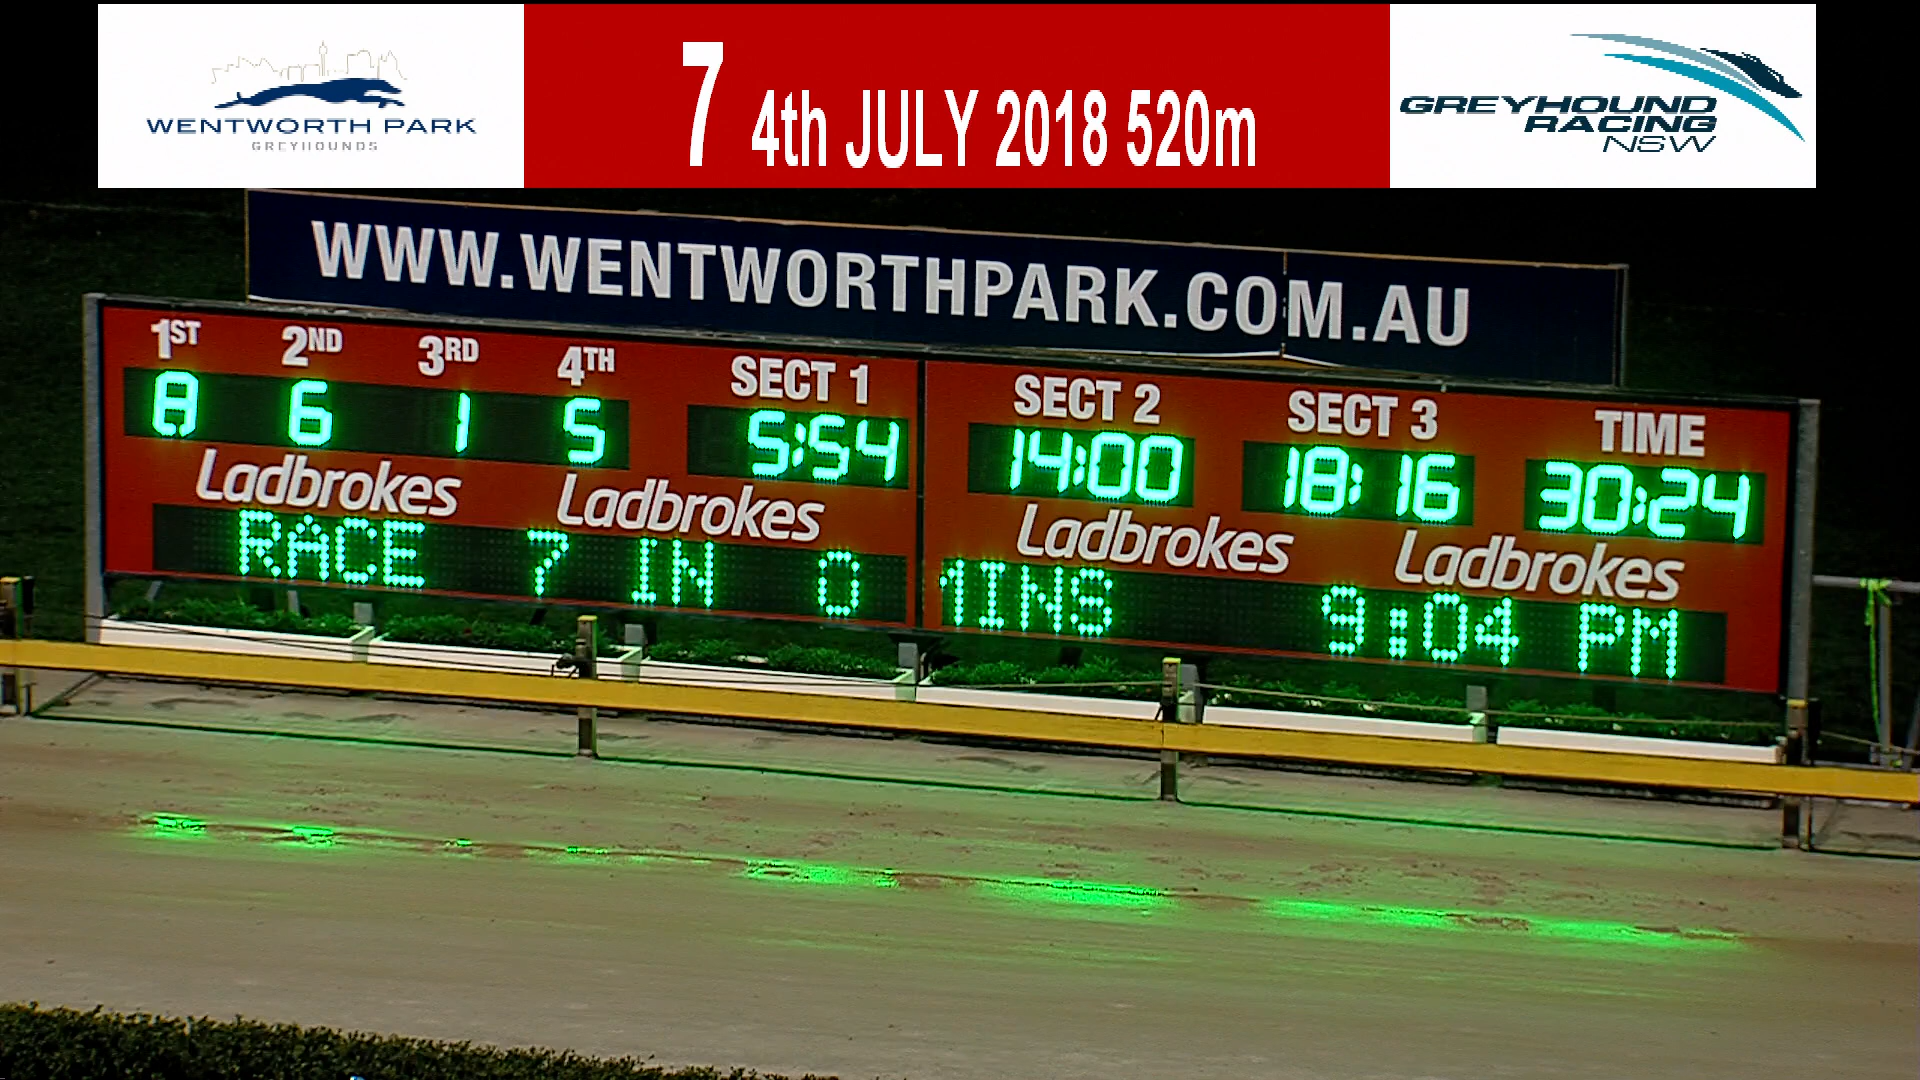 WENTWORTH PARK
GREYHOUNDS
7 4th JULY 2018 520m
GREYHOUND
RACING
NSW
WWW.WENTWORTHPARK.COM.AU
1ST 2ND 3RD 4TH SECT 1 SECT 2 SECT 3 TIME
8 6 1 5 5:54 14:00 18:16 30:24
Ladbrokes Ladbrokes Ladbrokes Ladbrokes
RACE 7 IN 0 MINS 9:04 PM